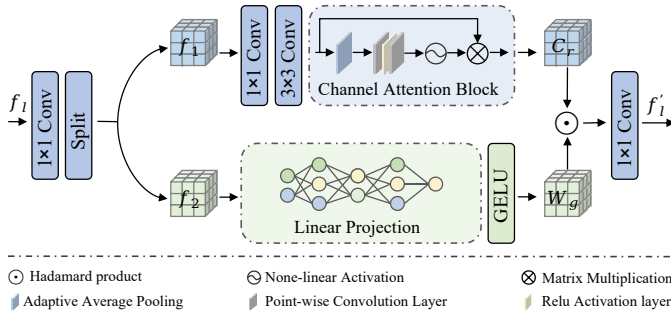 f_l
1×1 Conv
Split
f_1
1×1 Conv
3×3 Conv
Channel Attention Block
C_r
f_2
Linear Projection
GELU
W_g
1×1 Conv
f_l'
Hadamard product
None-linear Activation
Matrix Multiplication
Adaptive Average Pooling
Point-wise Convolution Layer
Relu Activation layer